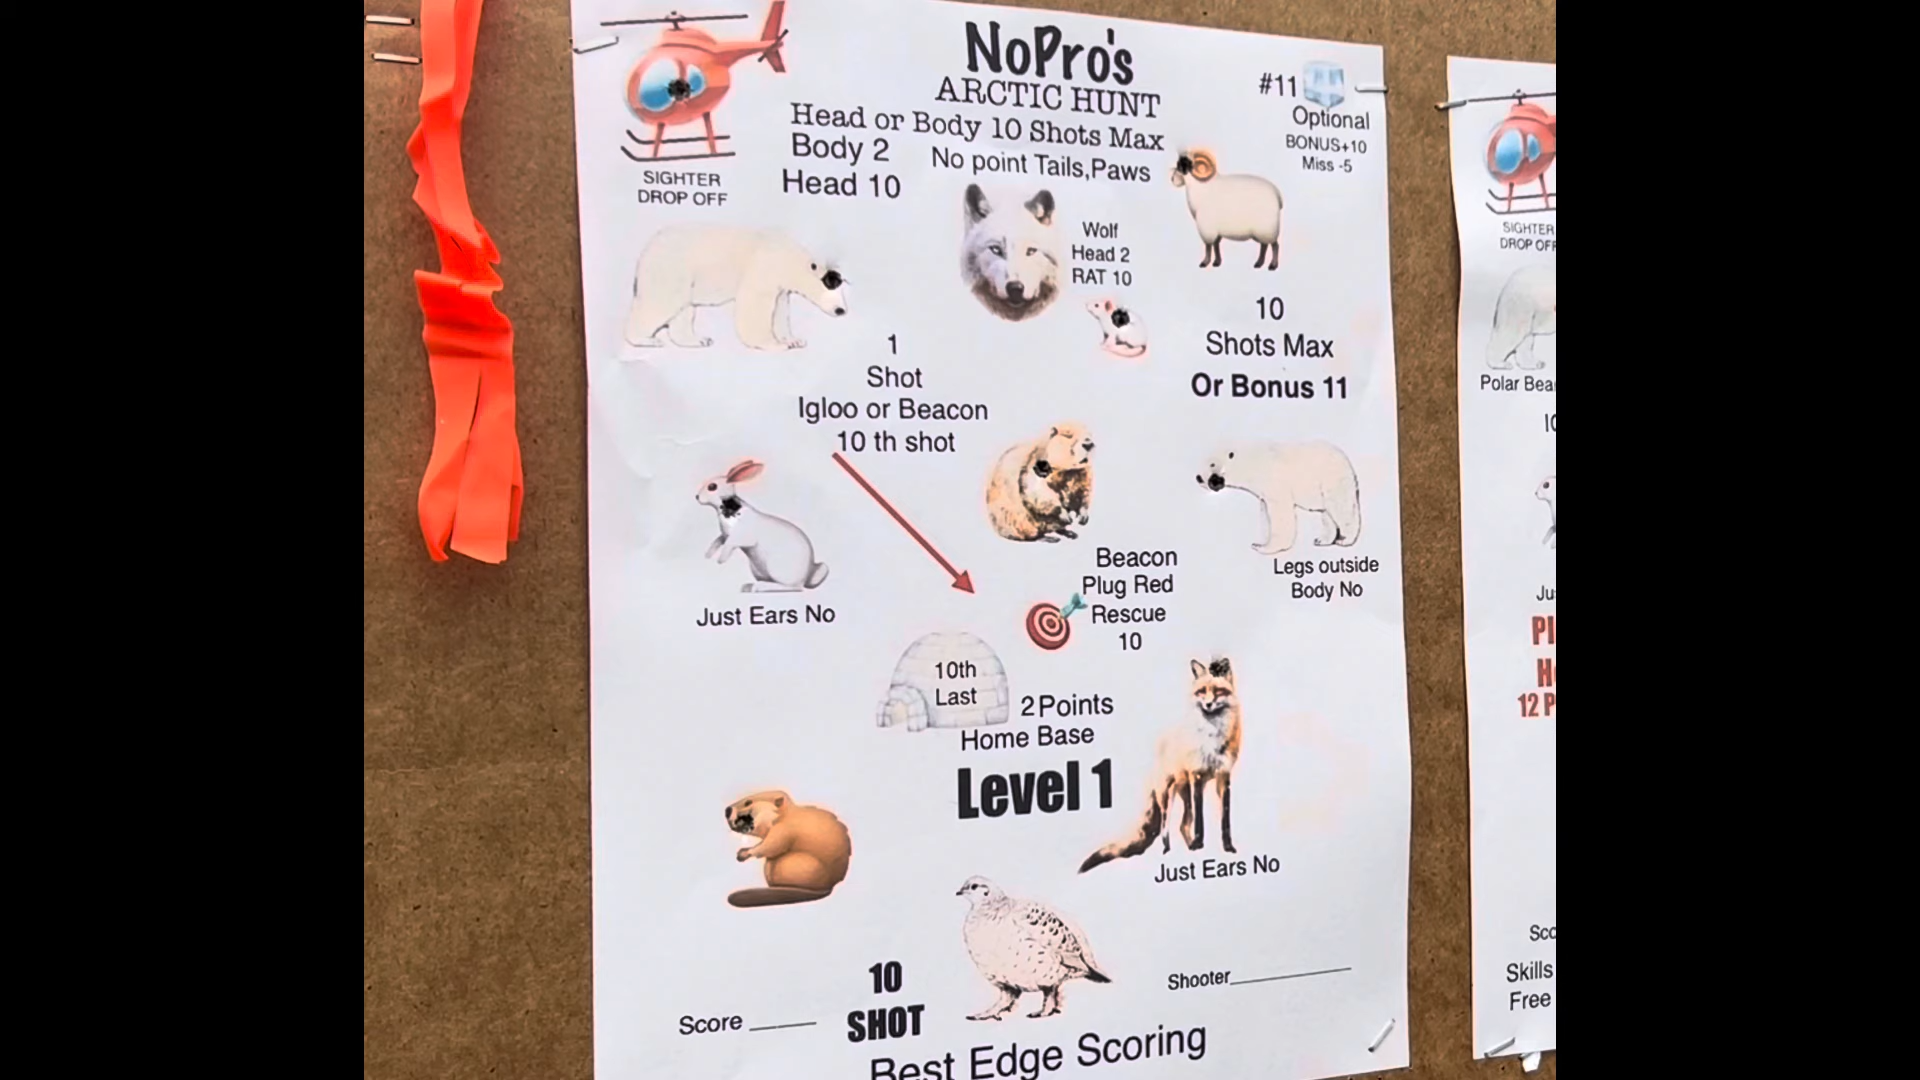 NoPro's
ARCTIC HUNT
Head or Body 10 Shots Max
Body 2
Head 10
No point Tails,Paws
#11
Optional
BONUS+10
Miss -5
SIGHTER
DROP OFF
Wolf
Head 2
RAT 10
10
Shots Max
Or Bonus 11
1
Shot
Igloo or Beacon
10 th shot
Just Ears No
Beacon
Plug Red
Rescue
10
Legs outside
Body No
10th
Last
2 Points
Home Base
Level 1
Just Ears No
10
SHOT
Score
Shooter
Best Edge Scoring
SIGHTER
DROP OFF
Polar Bea
Ju
Pl
H
12 P
Sco
Skills
Free